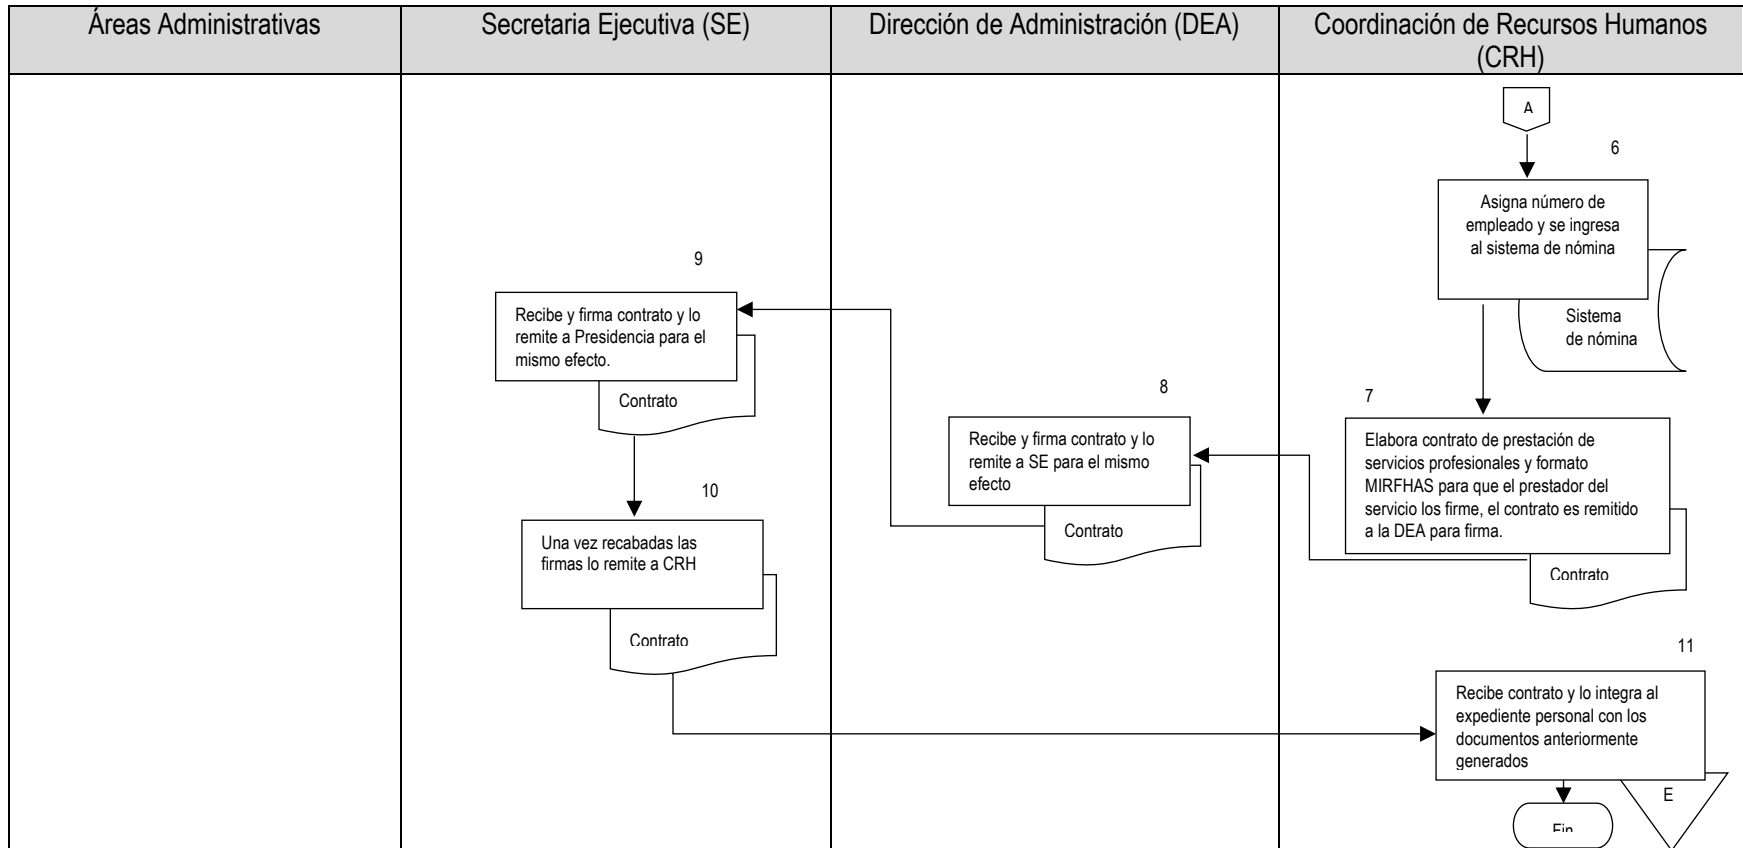 Áreas Administrativas
Secretaria Ejecutiva (SE)
Dirección de Administración (DEA)
Coordinación de Recursos Humanos
(CRH)
A
6
Asigna número de
empleado y se ingresa
al sistema de nómina
Sistema
de nómina
7
Elabora contrato de prestación de
servicios profesionales y formato
MIRFHAS para que el prestador del
servicio los firme, el contrato es remitido
a la DEA para firma.
Contrato
8
Recibe y firma contrato y lo
remite a SE para el mismo
efecto
Contrato
9
Recibe y firma contrato y lo
remite a Presidencia para el
mismo efecto.
Contrato
10
Una vez recabadas las
firmas lo remite a CRH
Contrato
11
Recibe contrato y lo integra al
expediente personal con los
documentos anteriormente
generados
E
Fin